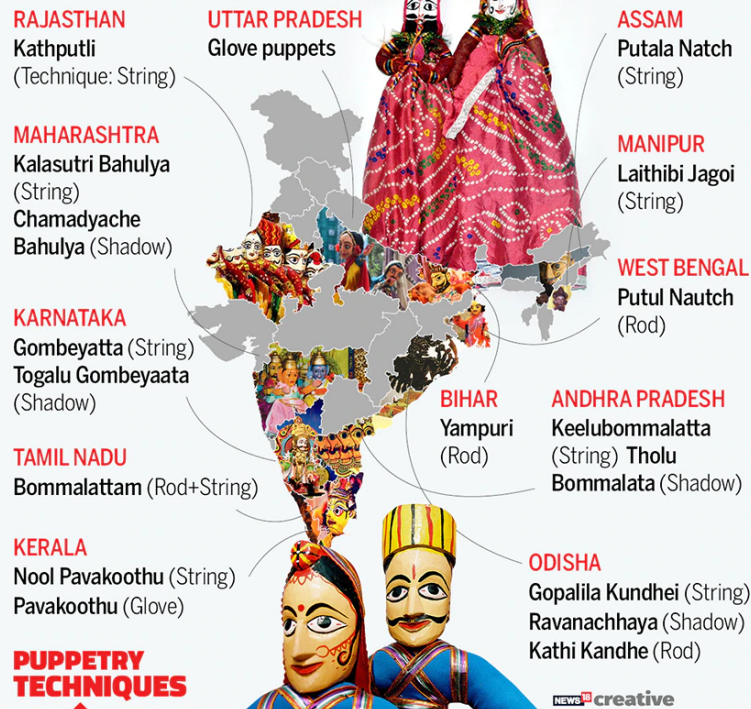 RAJASTHAN
Kathputli
(Technique: String)
UTTAR PRADESH
Glove puppets
ASSAM
Putala Natch
(String)
MAHARASHTRA
Kalasutri Bahulya
(String)
Chamadyache
Bahulya (Shadow)
MANIPUR
Laithibi Jagoi
(String)
WEST BENGAL
Putul Nautch
(Rod)
KARNATAKA
Gombeyatta (String)
Togalu Gombeyaata
(Shadow)
BIHAR
Yampuri
(Rod)
ANDHRA PRADESH
Keelubommalatta
(String) Tholu
Bommalata (Shadow)
TAMIL NADU
Bommalattam (Rod+String)
KERALA
Nool Pavakoothu (String)
Pavakoothu (Glove)
ODISHA
Gopalila Kundhei (String)
Ravanachhaya (Shadow)
Kathi Kandhe (Rod)
PUPPETRY
TECHNIQUES
NEWS18 creative